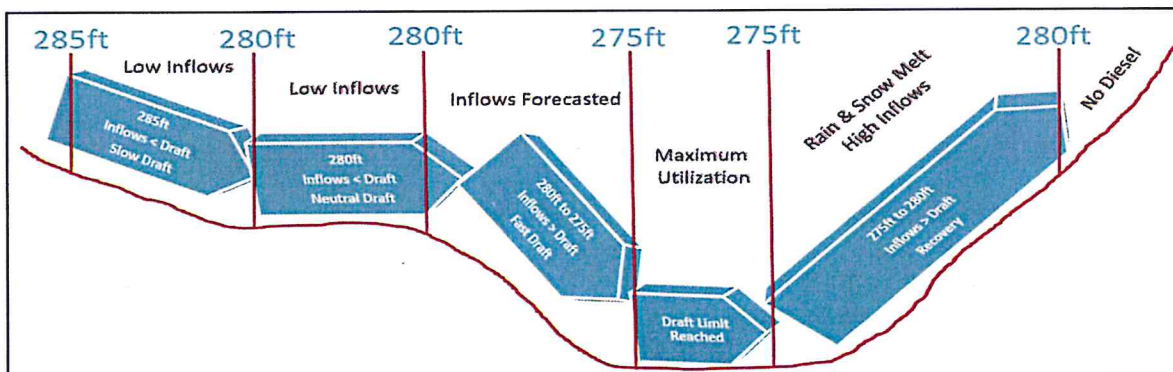 285ft
280ft
280ft
275ft
275ft
280ft
Low Inflows
Low Inflows
Inflows Forecasted
Maximum
Utilization
Rain & Snow Melt
High Inflows
No Diesel
285ft
Inflows < Draft
Slow Draft
280ft
Inflows < Draft
Neutral Draft
280ft to 275ft
Inflows > Draft
Fast Draft
Draft Limit
Reached
275ft to 280ft
Inflows > Draft
Recovery